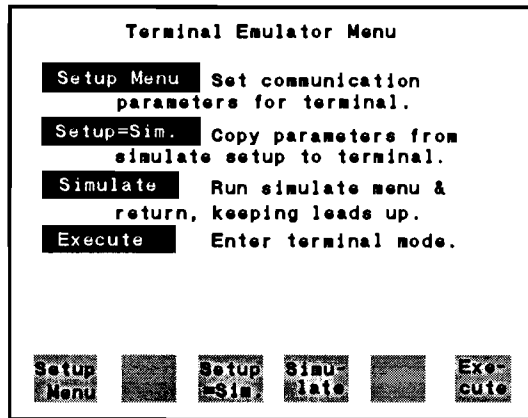 Terminal Emulator Menu
Setup Menu Set communication
parameters for terminal.
Setup=Sim. Copy parameters from
simulate setup to terminal.
Simulate Run simulate menu &
return, keeping leads up.
Execute Enter terminal mode.
Setup Setup Simu- Exe-
Menu =Sim. late cute